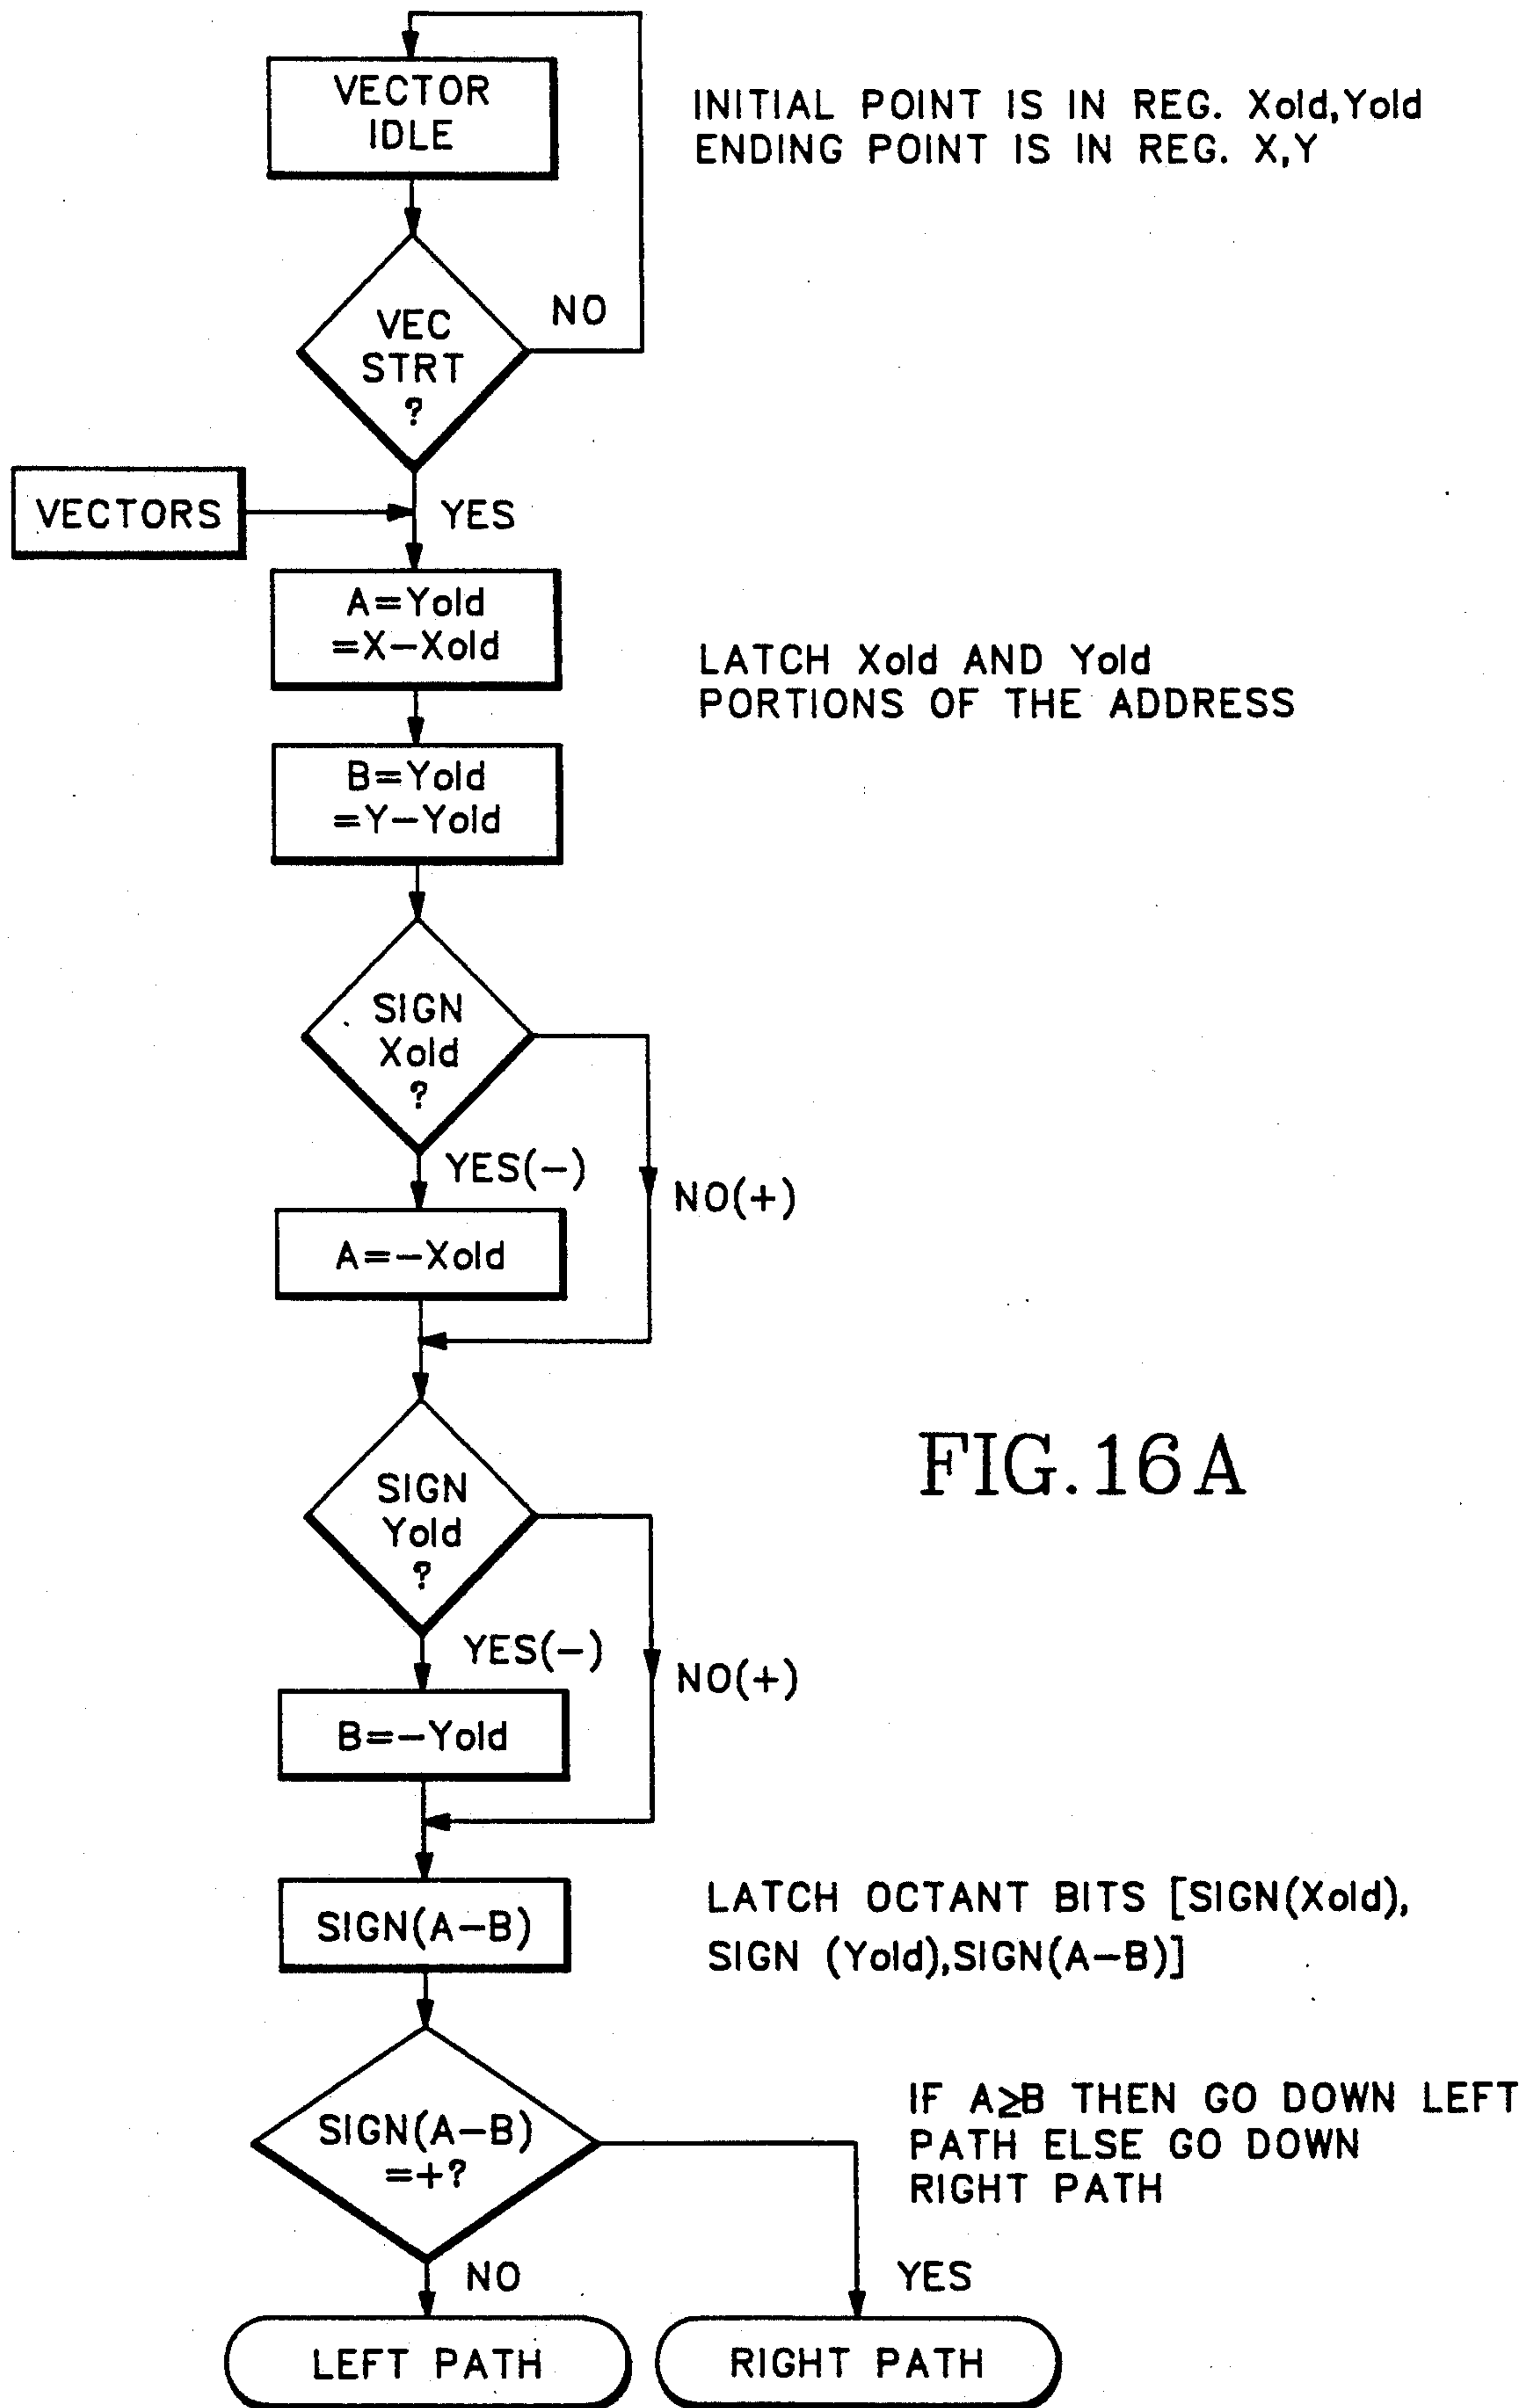 VECTOR
IDLE
INITIAL POINT IS IN REG. Xold,Yold
ENDING POINT IS IN REG. X,Y
VEC
STRT
?
NO
VECTORS
YES
A=Yold
=X-Xold
LATCH Xold AND Yold
PORTIONS OF THE ADDRESS
B=Yold
=Y-Yold
SIGN
Xold
?
YES(-)
NO(+)
A=-Xold
FIG.16A
SIGN
Yold
?
YES(-)
NO(+)
B=-Yold
SIGN(A-B)
LATCH OCTANT BITS [SIGN(Xold),
SIGN (Yold),SIGN(A-B)]
SIGN(A-B)
=+?
IF A≥B THEN GO DOWN LEFT
PATH ELSE GO DOWN
RIGHT PATH
NO
YES
LEFT PATH
RIGHT PATH